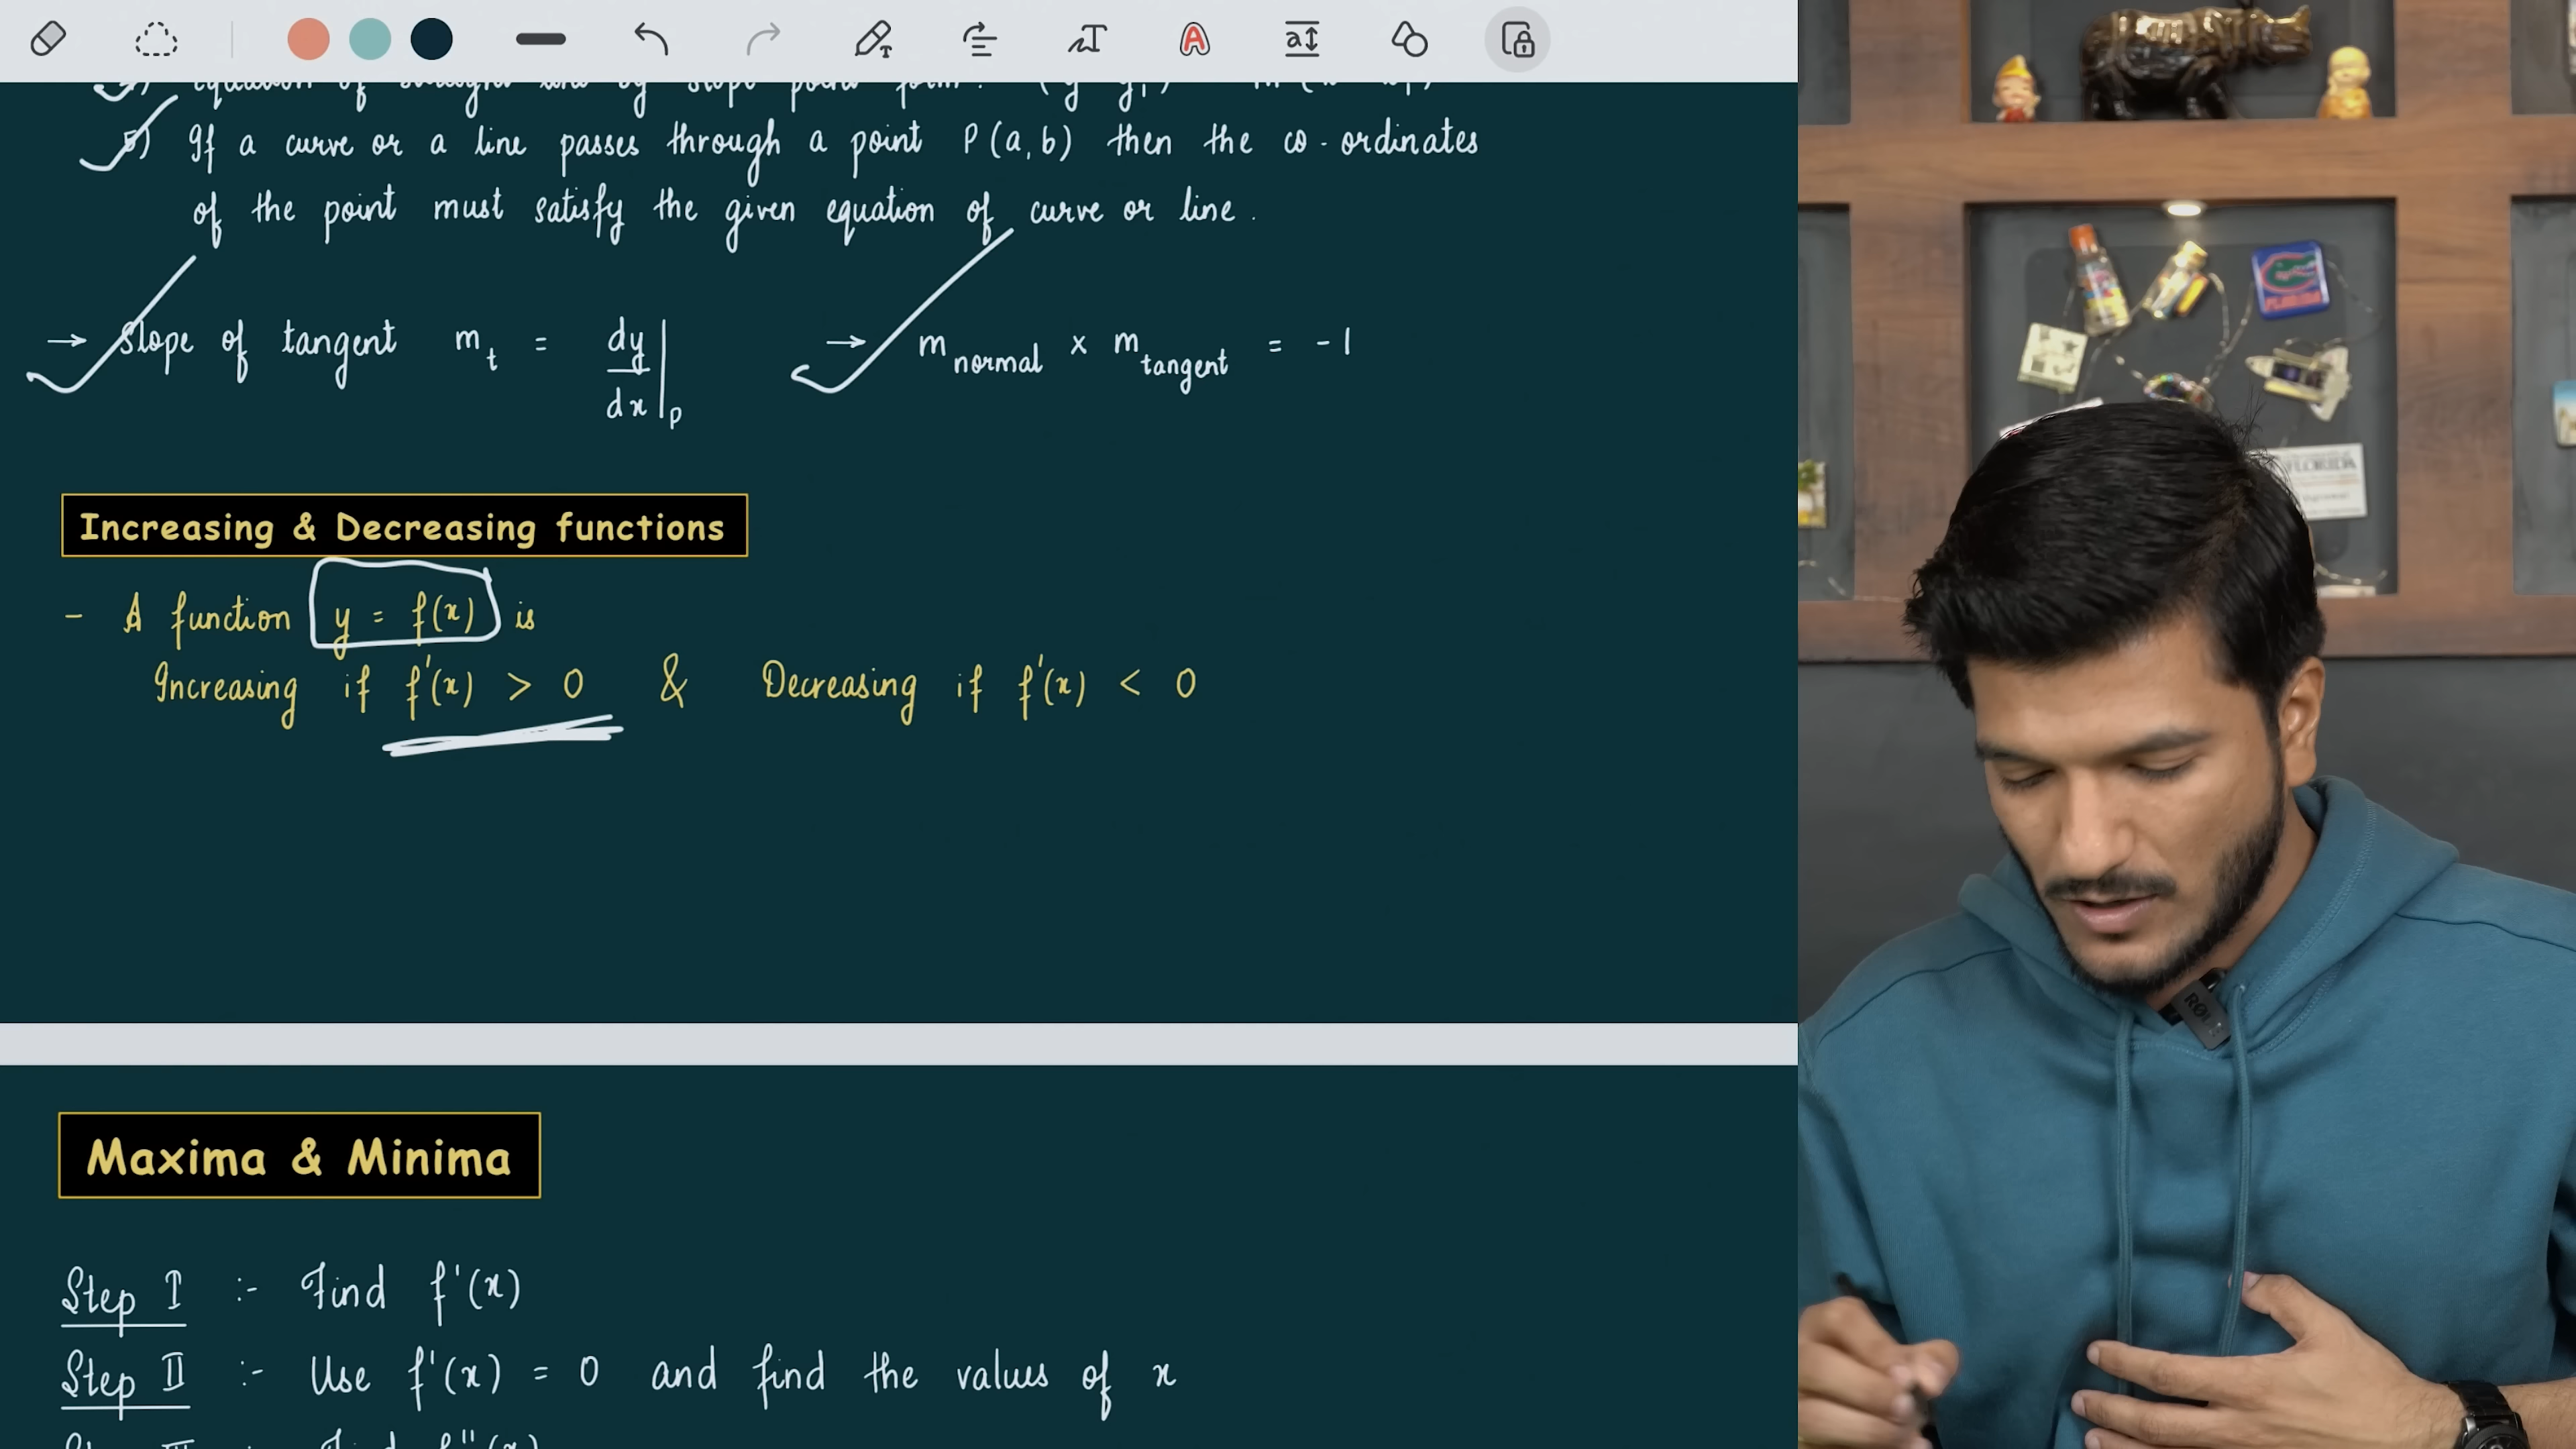 5) If a curve or a line passes through a point P(a,b) then the co-ordinates
of the point must satisfy the given equation of curve or line.
→ Slope of tangent m_t = dy/dx|_P → m_normal × m_tangent = -1
Increasing & Decreasing functions
- A function y = f(x) is
Increasing if f'(x) > 0 & Decreasing if f'(x) < 0
Maxima & Minima
Step I :- Find f'(x)
Step II :- Use f'(x) = 0 and find the values of x
FLORIDA